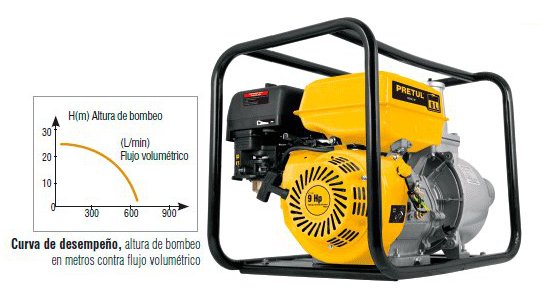 H(m) Altura de bombeo
(L/min)
Flujo volumétrico
30
20
10
0
300 600 900
Curva de desempeño, altura de bombeo
en metros contra flujo volumétrico
PRETUL
9 Hp